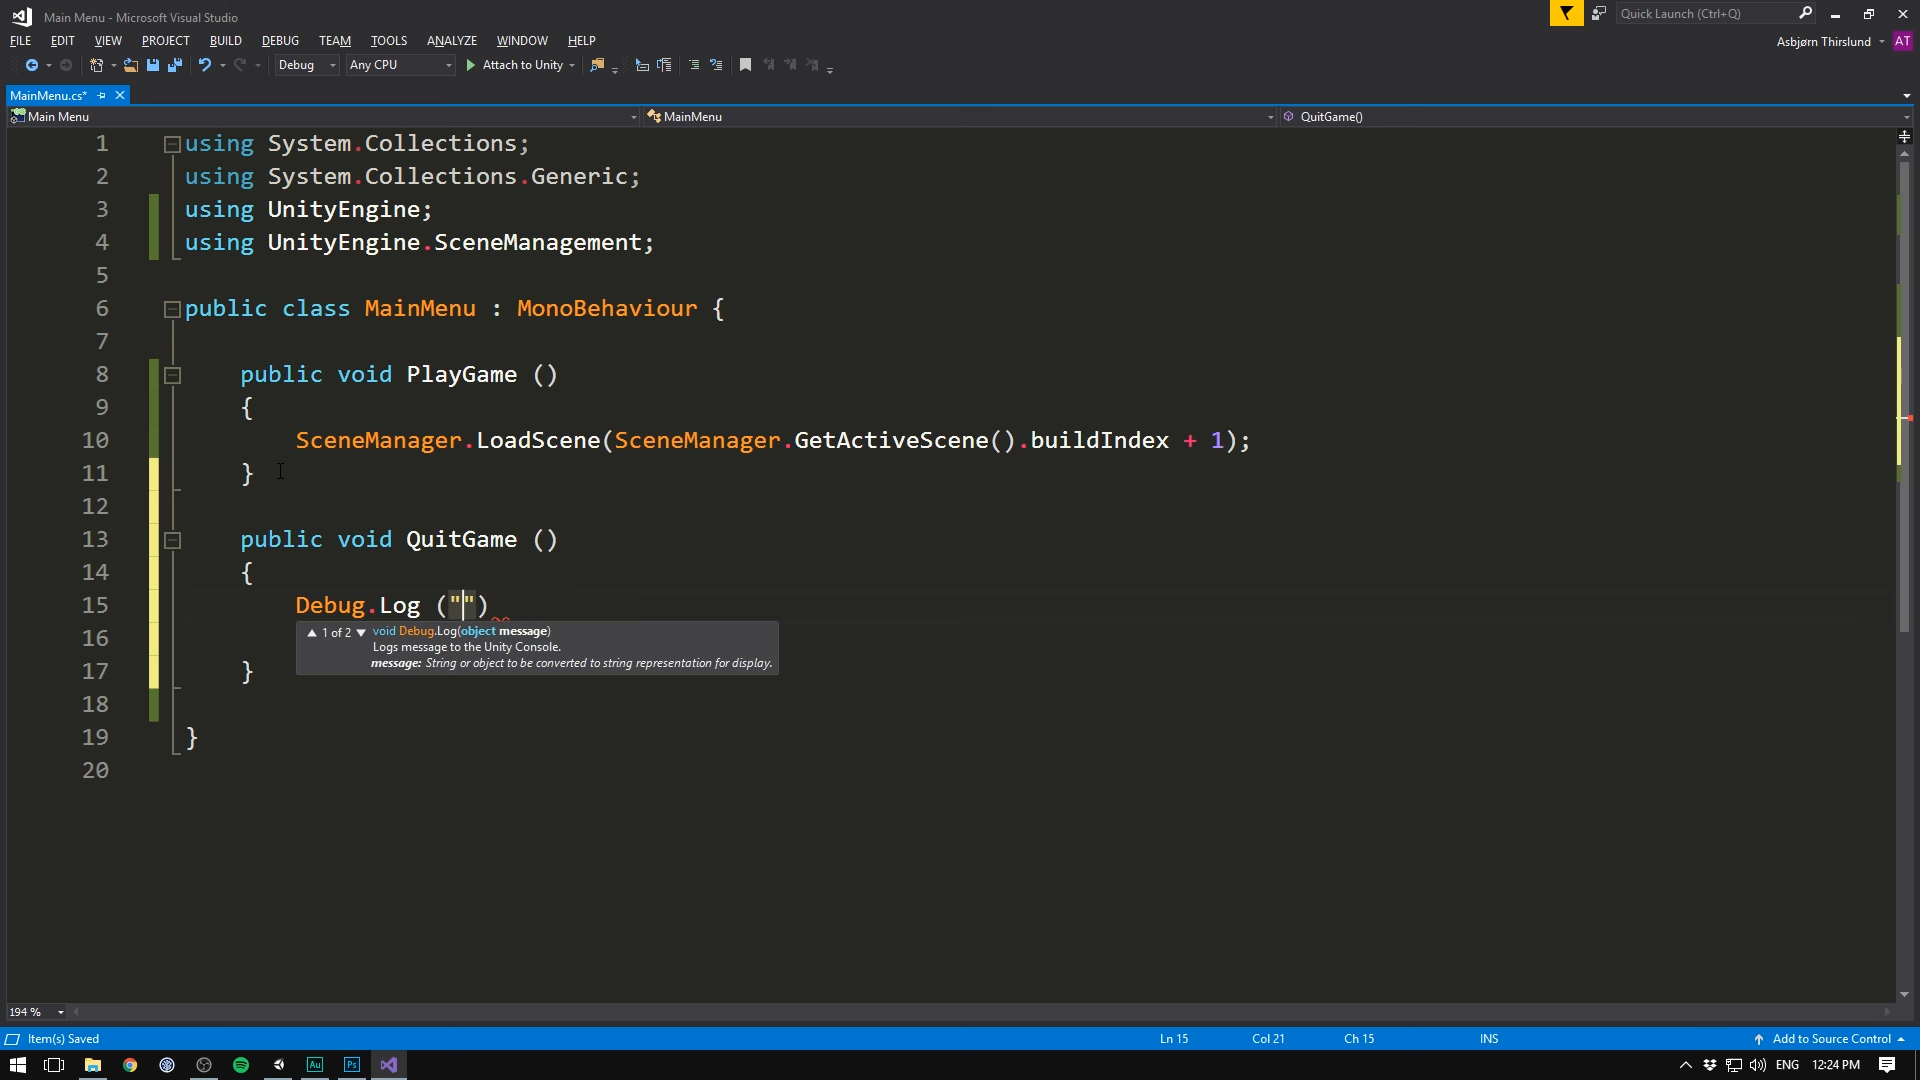 Main Menu - Microsoft Visual Studio
Quick Launch (Ctrl+Q)
FILE EDIT VIEW PROJECT BUILD DEBUG TEAM TOOLS ANALYZE WINDOW HELP
Asbjørn Thirslund AT
Debug Any CPU Attach to Unity
MainMenu.cs*
Main Menu MainMenu QuitGame()
1 using System.Collections;
2 using System.Collections.Generic;
3 using UnityEngine;
4 using UnityEngine.SceneManagement;
5
6 public class MainMenu : MonoBehaviour {
7
8 public void PlayGame ()
9 {
10 SceneManager.LoadScene(SceneManager.GetActiveScene().buildIndex + 1);
11 }
12
13 public void QuitGame ()
14 {
15 Debug.Log ("")
16
17 }
18
19 }
20
▲ 1 of 2 ▼ void Debug.Log(object message)
Logs message to the Unity Console.
message: String or object to be converted to string representation for display.
194 %
Item(s) Saved Ln 15 Col 21 Ch 15 INS Add to Source Control
Au Ps ENG 12:24 PM